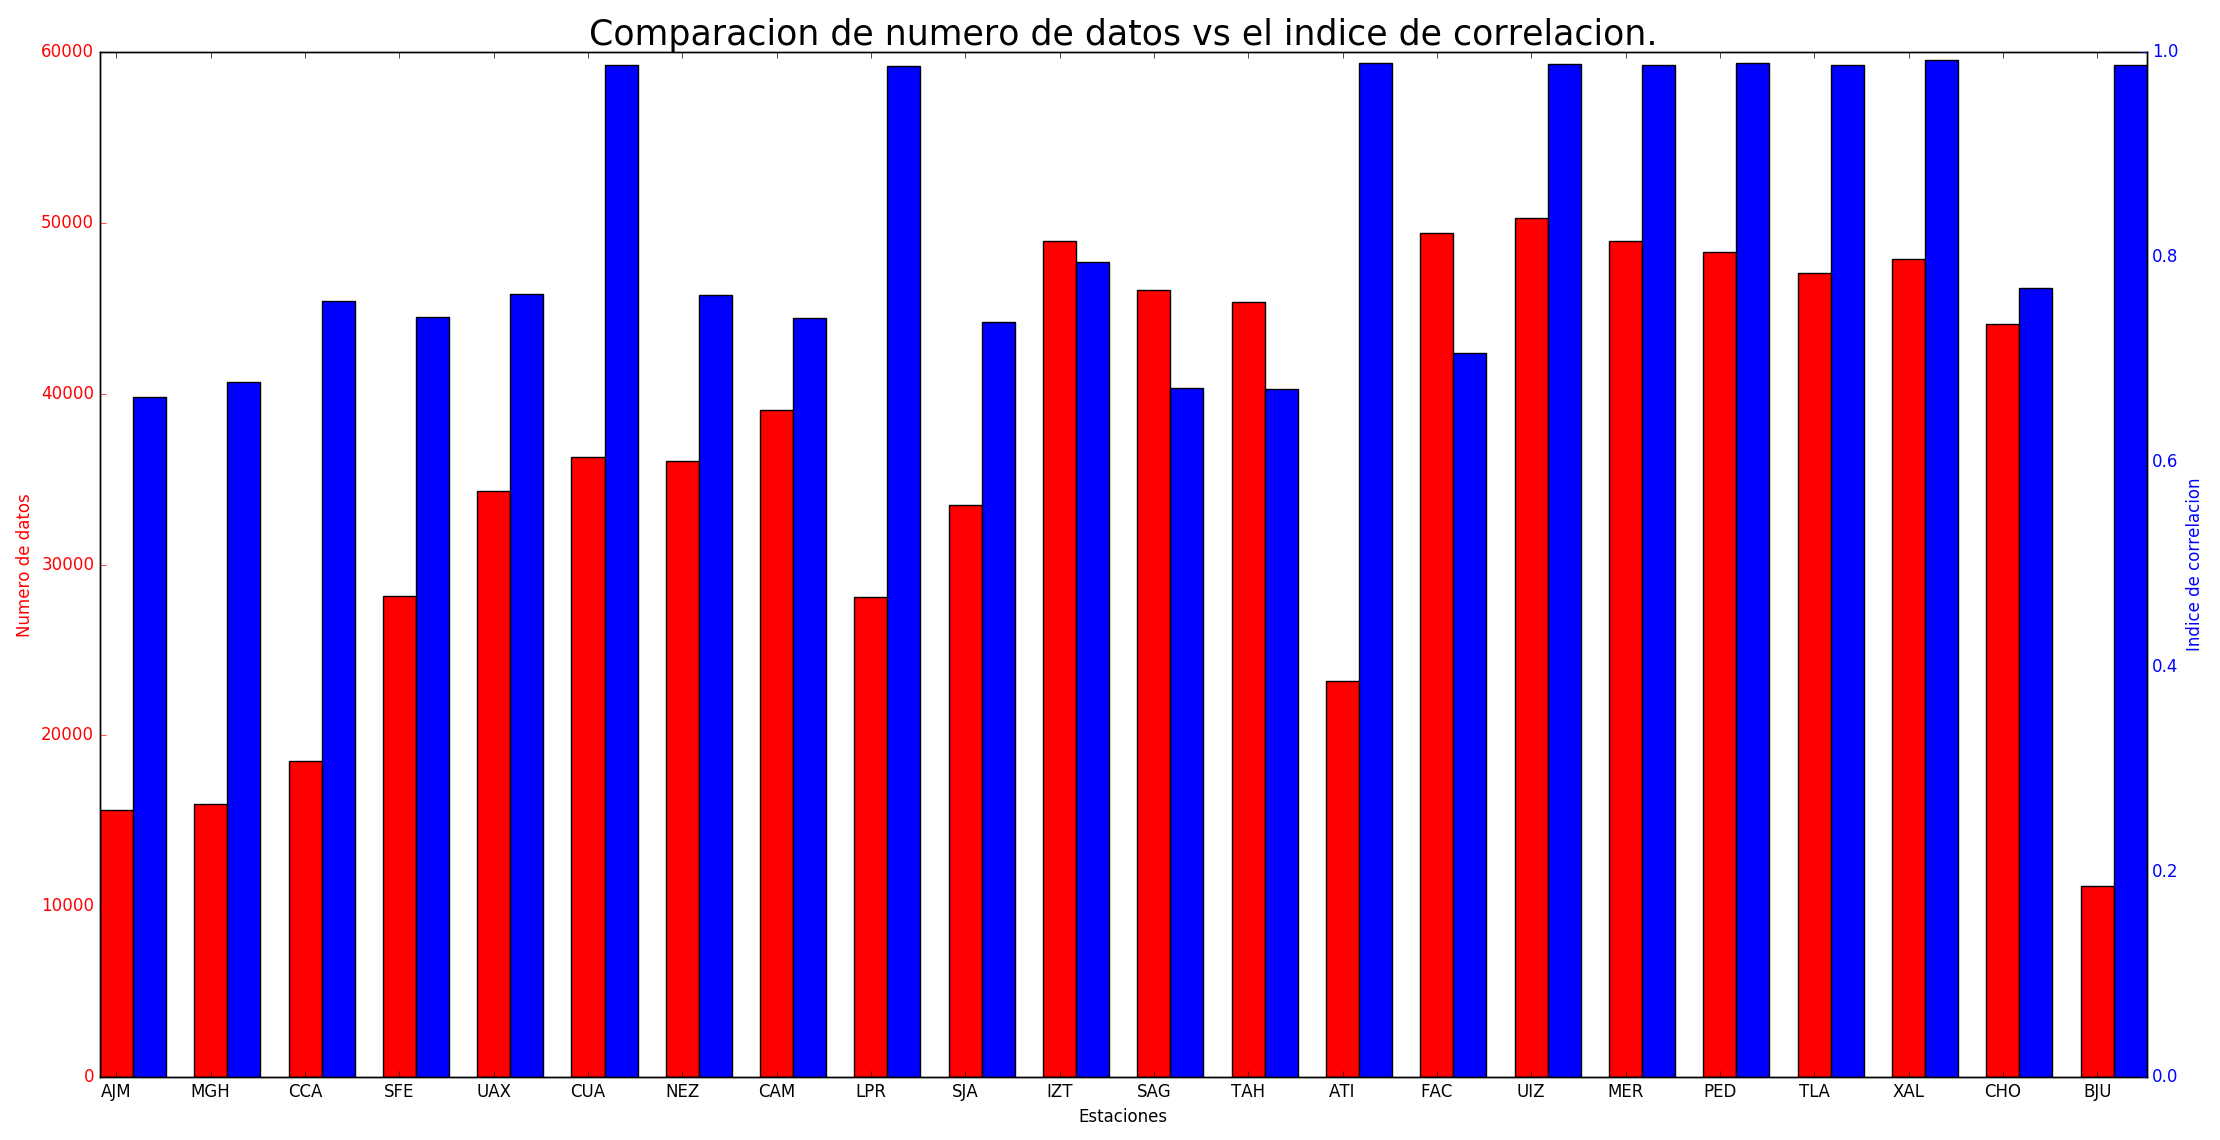 Comparacion de numero de datos vs el indice de correlacion.
60000
50000
40000
30000
20000
10000
0
Numero de datos
1.0
0.8
0.6
0.4
0.2
0.0
Indice de correlacion
AJM MGH CCA SFE UAX CUA NEZ CAM LPR SJA IZT SAG TAH ATI FAC UIZ MER PED TLA XAL CHO BJU
Estaciones